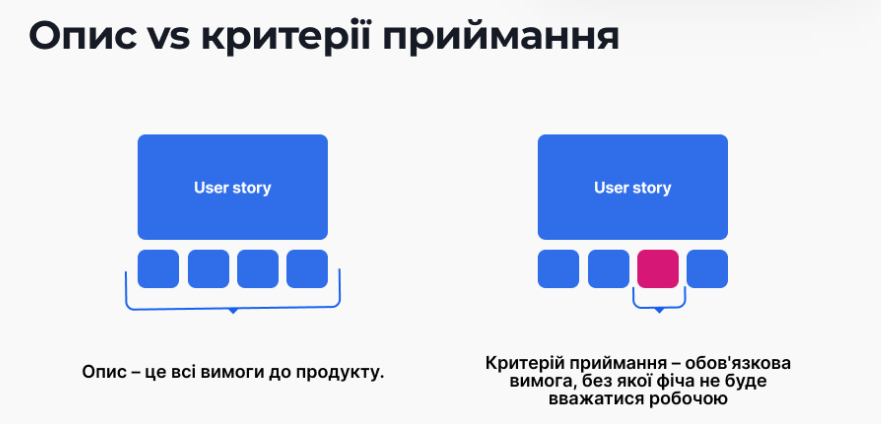 Опис vs критерії приймання
User story
User story
Опис – це всі вимоги до продукту.
Критерій приймання – обов'язкова
вимога, без якої фіча не буде
вважатися робочою